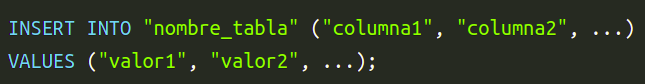 INSERT INTO "nombre_tabla" ("columna1", "columna2", ...)
VALUES ("valor1", "valor2", ...);